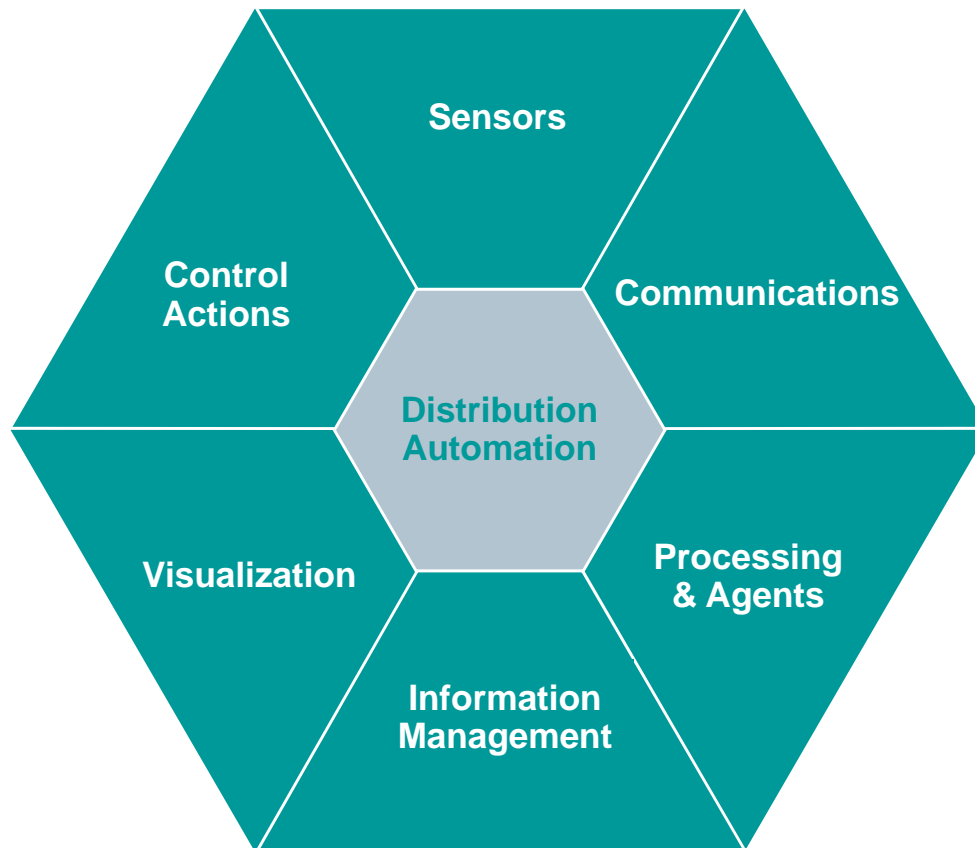 Sensors
Control
Actions
Communications
Distribution
Automation
Visualization
Processing
& Agents
Information
Management